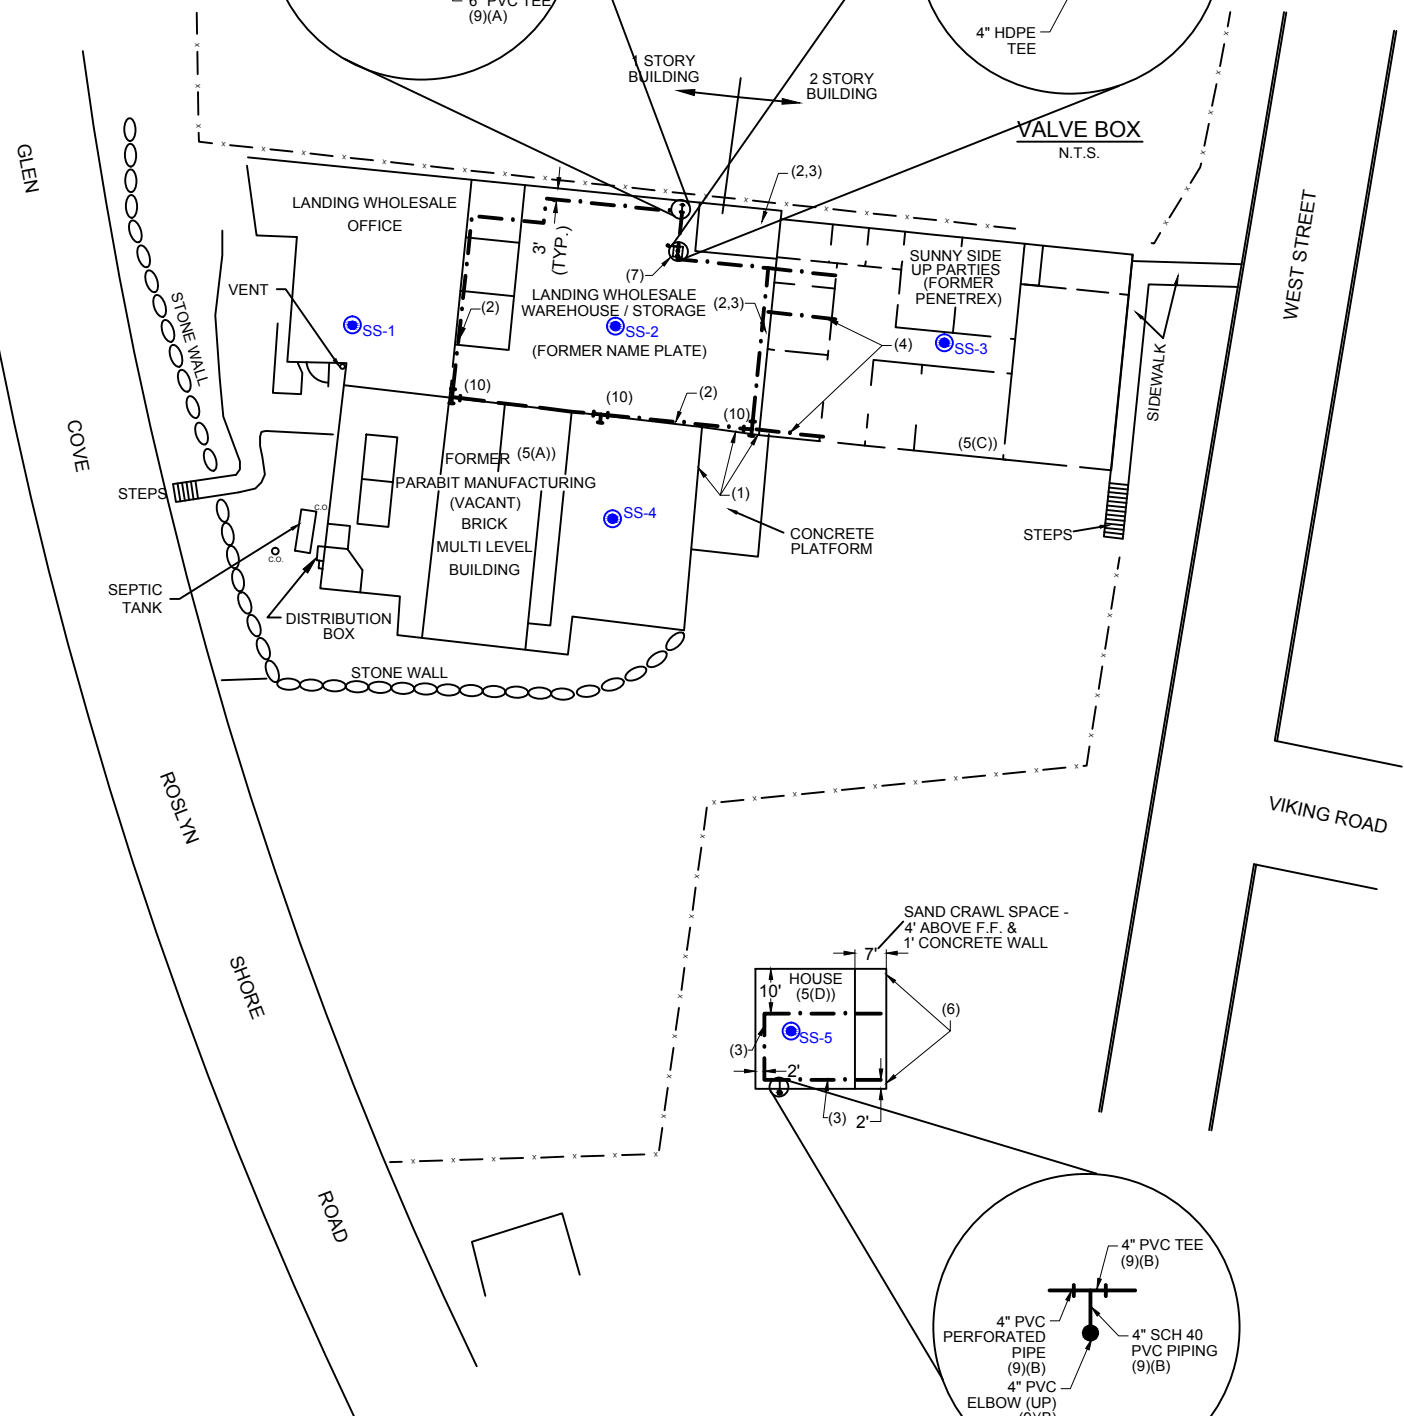 6" PVC TEE
(9)(A)
4" HDPE
TEE
1 STORY
BUILDING
2 STORY
BUILDING
VALVE BOX
N.T.S.
GLEN
COVE
ROSLYN
SHORE
ROAD
WEST STREET
VIKING ROAD
(2,3)
LANDING WHOLESALE
OFFICE
3'
(TYP.)
(7)
SUNNY SIDE
UP PARTIES
(FORMER
PENETREX)
VENT
STONE WALL
SS-1
(2)
LANDING WHOLESALE
WAREHOUSE / STORAGE
SS-2
(FORMER NAME PLATE)
(2,3)
(4)
SS-3
SIDEWALK
(10)
(10)
(2)
(10)
(5(C))
FORMER
(5(A))
PARABIT MANUFACTURING
(VACANT)
BRICK
MULTI LEVEL
BUILDING
SS-4
(1)
CONCRETE
PLATFORM
STEPS
STEPS
C.O.
C.O.
SEPTIC
TANK
DISTRIBUTION
BOX
STONE WALL
SAND CRAWL SPACE -
4' ABOVE F.F. &
1' CONCRETE WALL
7'
HOUSE
(5(D))
10'
(6)
SS-5
(3)
2'
(3)
2'
4" PVC TEE
(9)(B)
4" PVC
PERFORATED
PIPE
(9)(B)
4" SCH 40
PVC PIPING
(9)(B)
4" PVC
ELBOW (UP)
(9)(B)
x x x x x x x x x x x x x x x x x x x x x x x x x x x x x x